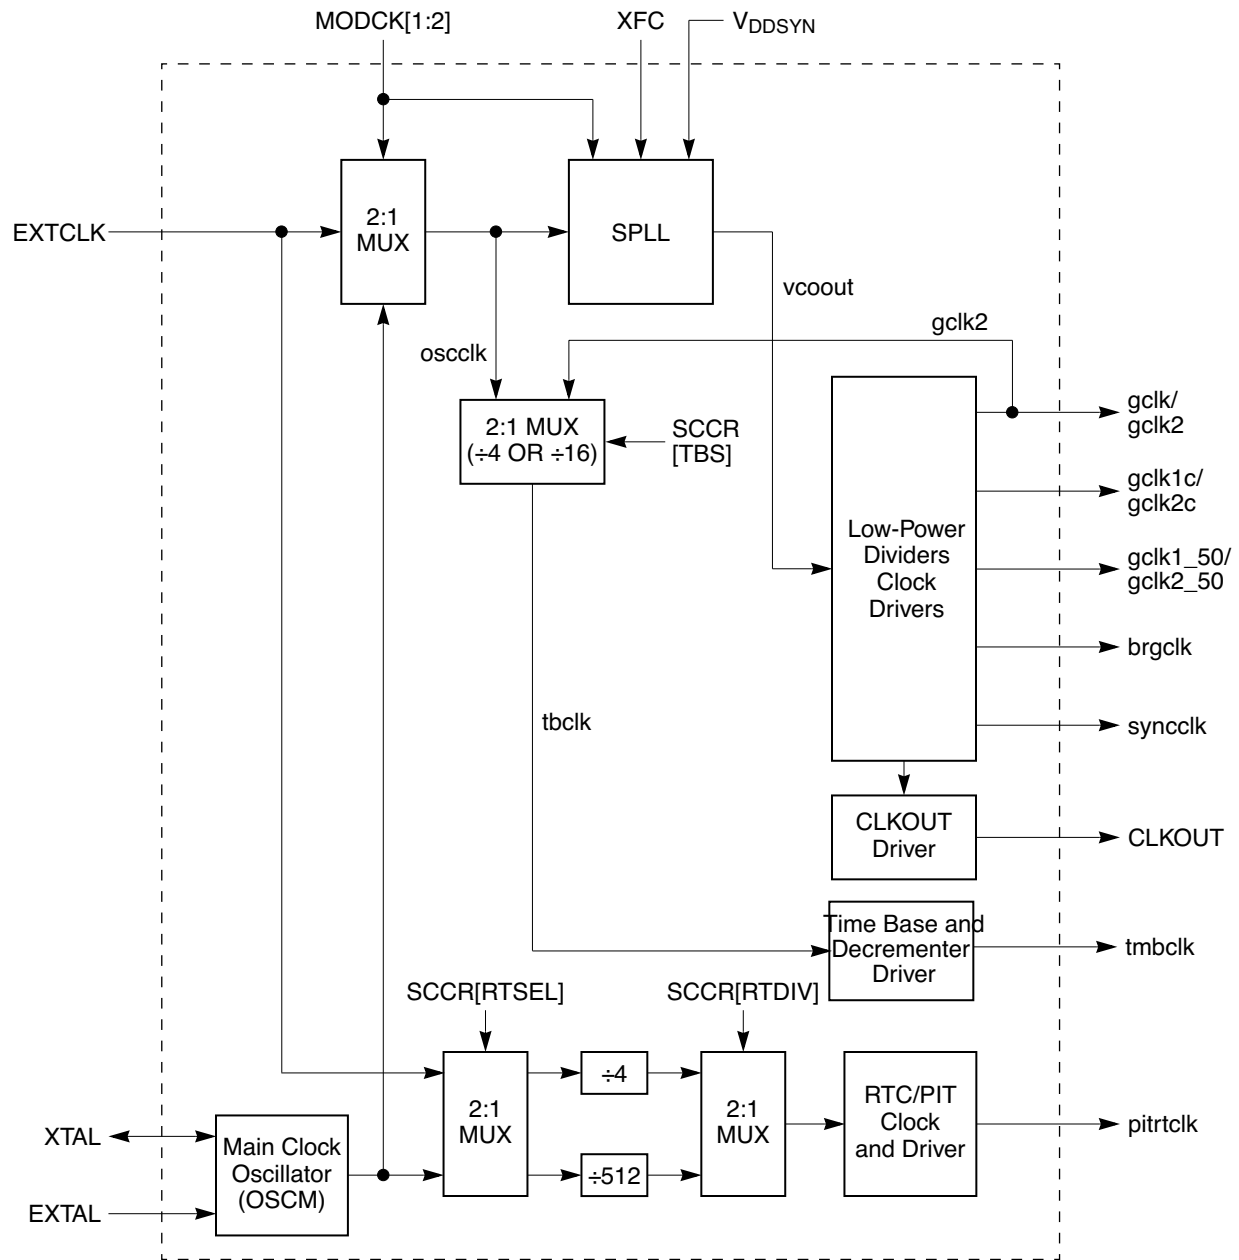 MODCK[1:2]
XFC
VDDSYN
EXTCLK
2:1
MUX
SPLL
vcoout
gclk2
oscclk
2:1 MUX
(÷4 OR ÷16)
SCCR
[TBS]
gclk/
gclk2
gclk1c/
gclk2c
Low-Power
Dividers
Clock
Drivers
gclk1_50/
gclk2_50
brgclk
tbclk
syncclk
CLKOUT
Driver
CLKOUT
Time Base and
Decrementer
Driver
tmbclk
SCCR[RTSEL]
SCCR[RTDIV]
2:1
MUX
÷4
÷512
2:1
MUX
RTC/PIT
Clock
and Driver
pitrtclk
XTAL
EXTAL
Main Clock
Oscillator
(OSCM)